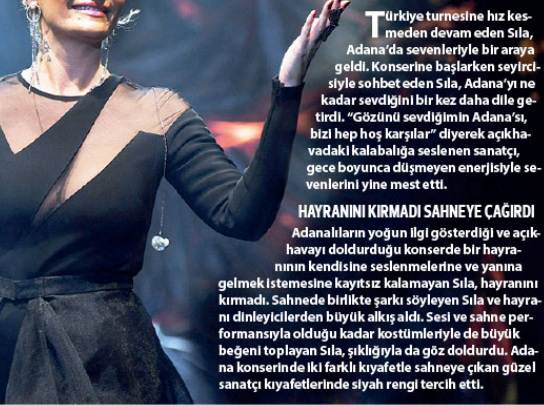 Türkiye turnesine hız kes-
meden devam eden Sıla,
Adana'da sevenleriyle bir araya
geldi. Konserine başlarken seyirci-
siyle sohbet eden Sıla, Adana'yı ne
kadar sevdiğini bir kez daha dile ge-
tirdi. "Gözünü sevdiğimin Adana'sı,
bizi hep hoş karşılar" diyerek açıkha-
vadaki kalabalığa seslenen sanatçı,
gece boyunca düşmeyen enerjisiyle se-
venlerini yine mest etti.
HAYRANINI KIRMADI SAHNEYE ÇAĞIRDI
Adanalıların yoğun ilgi gösterdiği ve açık-
havayı doldurduğu konserde bir hayra-
nının kendisine seslenmelerine ve yanına
gelmek istemesine kayıtsız kalamayan Sıla, hayranını
kırmadı. Sahnede birlikte şarkı söyleyen Sıla ve hayra-
nı dinleyicilerden büyük alkış aldı. Sesi ve sahne per-
formansıyla olduğu kadar kostümleriyle de büyük
beğeni toplayan Sıla, şıklığıyla da göz doldurdu. Ada-
na konserinde iki farklı kıyafetle sahneye çıkan güzel
sanatçı kıyafetlerinde siyah rengi tercih etti.